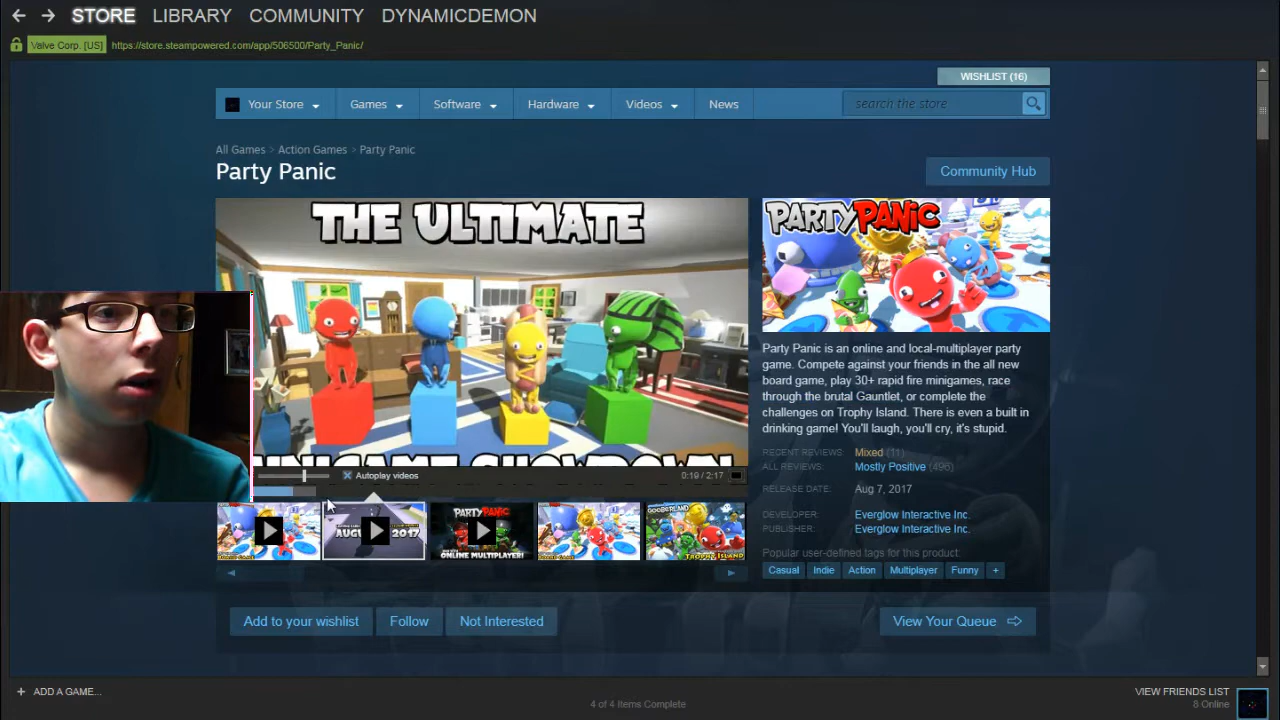 STORE LIBRARY COMMUNITY DYNAMICDEMON
Valve Corp. [US] https://store.steampowered.com/app/506500/Party_Panic/
WISHLIST (16)
Your Store Games Software Hardware Videos News search the store
All Games > Action Games > Party Panic
Party Panic
Community Hub
THE ULTIMATE
PARTY PANIC
Party Panic is an online and local-multiplayer party
game. Compete against your friends in the all new
board game, play 30+ rapid fire minigames, race
through the brutal Gauntlet, or complete the
challenges on Trophy Island. There is even a built in
drinking game! You'll laugh, you'll cry, it's stupid.
RECENT REVIEWS: Mixed (11)
ALL REVIEWS: Mostly Positive (496)
RELEASE DATE: Aug 7, 2017
DEVELOPER: Everglow Interactive Inc.
PUBLISHER: Everglow Interactive Inc.
Popular user-defined tags for this product:
Casual Indie Action Multiplayer Funny +
SHOWDOWN
Autoplay videos 0:19 / 2:17
AUGUST 2017
PARTY PANIC
ONLINE MULTIPLAYER!
TROPHY ISLAND
Add to your wishlist Follow Not Interested View Your Queue
+ ADD A GAME...
4 of 4 Items Complete
VIEW FRIENDS LIST
8 Online